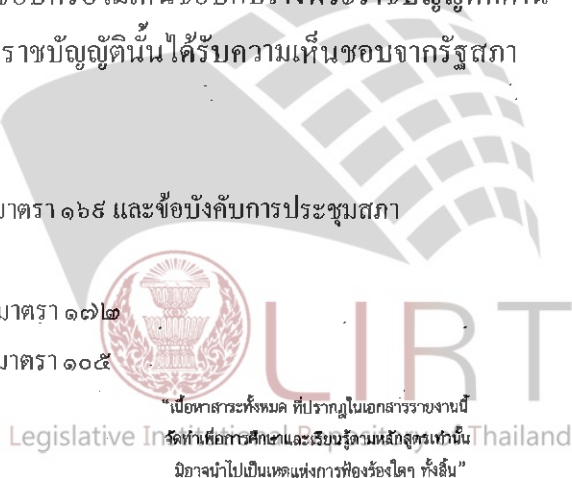 ราชบัญญัตินั้นได้รับความเห็นชอบจากรัฐสภา
มาตรา ๑๖๙ และข้อบังคับการประชุมสภา
มาตรา ๑๗๒
มาตรา ๑๐๕
LIRT
"เนื้อหาสาระทั้งหมด ที่ปรากฏในเอกสารรายงานนี้
Legislative Institutional Repository of Thailand
จัดทำเพื่อการศึกษาและเรียนรู้ตามหลักสูตรเท่านั้น
มิอาจนำไปเป็นเหตุแห่งการฟ้องร้องใดๆ ทั้งสิ้น"